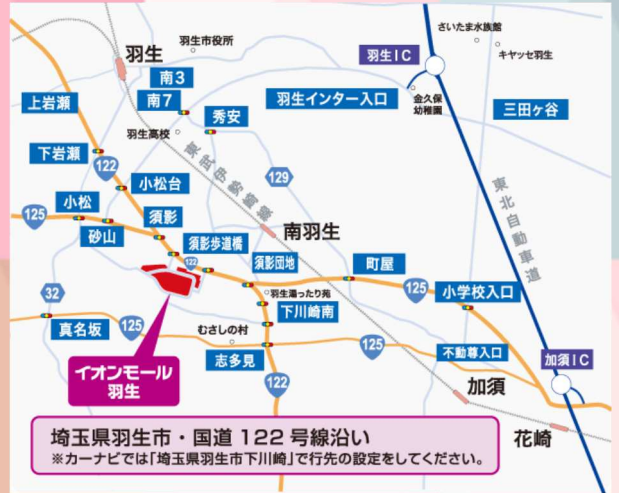 さいたま水族館
キヤッセ羽生
羽生市役所
羽生
羽生IC
南3
南7
上岩瀬
秀安
羽生インター入口
金久保
幼稚園
三田ヶ谷
羽生高校
下岩瀬
122
東武伊勢崎線
129
東北自動車道
小松台
小松
125
須影
南羽生
砂山
須影歩道橋
122
須影団地
町屋
125
小学校入口
32
羽生湯ったり苑
下川崎南
真名坂
125
むさしの村
125
志多見
不動尊入口
加須IC
イオンモール
羽生
122
加須
花崎
埼玉県羽生市・国道122号線沿い
※カーナビでは「埼玉県羽生市下川崎」で行先の設定をしてください。